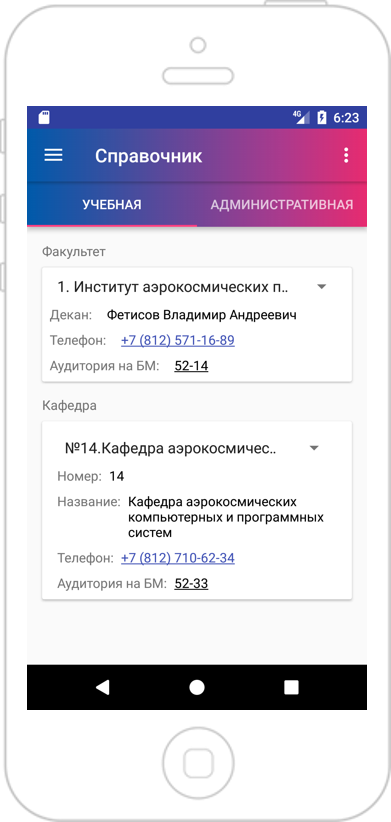 4G 6:23
Справочник
УЧЕБНАЯ АДМИНИСТРАТИВНАЯ
Факультет
1. Институт аэрокосмических п..
Декан: Фетисов Владимир Андреевич
Телефон: +7 (812) 571-16-89
Аудитория на БМ: 52-14
Кафедра
№14.Кафедра аэрокосмичес..
Номер: 14
Название: Кафедра аэрокосмических
компьютерных и программных
систем
Телефон: +7 (812) 710-62-34
Аудитория на БМ: 52-33